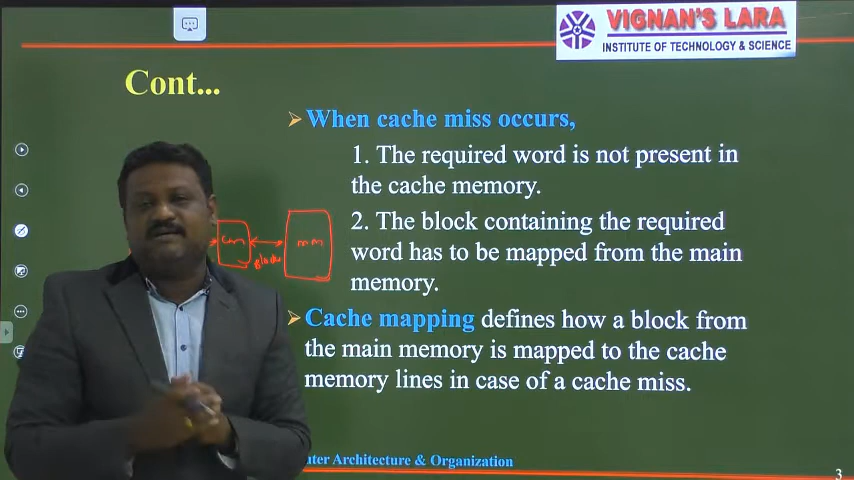 VIGNAN'S LARA
INSTITUTE OF TECHNOLOGY & SCIENCE
Cont...
When cache miss occurs,
1. The required word is not present in
the cache memory.
2. The block containing the required
word has to be mapped from the main
memory.
cm
mm
Block
Cache mapping defines how a block from
the main memory is mapped to the cache
memory lines in case of a cache miss.
Architecture & Organization
3